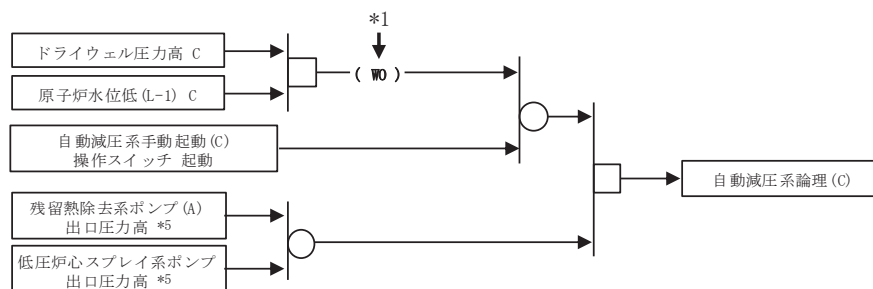 *1
ドライウェル圧力高 C
原子炉水位低(L-1) C
( WO )
自動減圧系手動起動(C)
操作スイッチ 起動
自動減圧系論理(C)
残留熱除去系ポンプ(A)
出口圧力高 *5
低圧炉心スプレイ系ポンプ
出口圧力高 *5